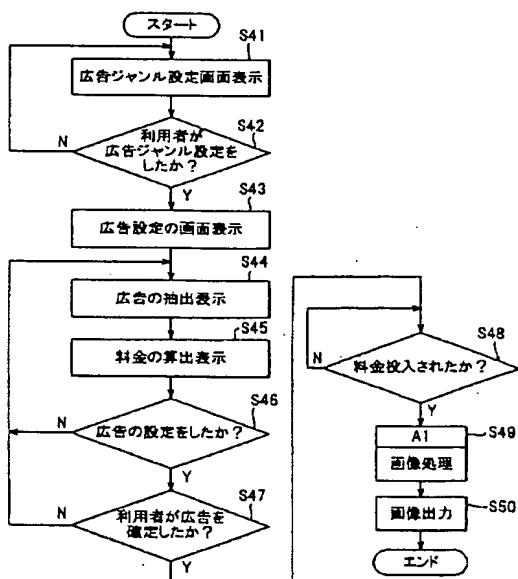 スタート
S41
広告ジャンル設定画面表示
S42
利用者が
広告ジャンル設定を
したか？
N
Y
S43
広告設定の画面表示
S44
広告の抽出表示
S45
料金の算出表示
S46
広告の設定をしたか？
N
Y
S47
利用者が広告を
確定したか？
N
Y
S48
料金投入されたか？
N
Y
S49
A1
画像処理
S50
画像出力
エンド